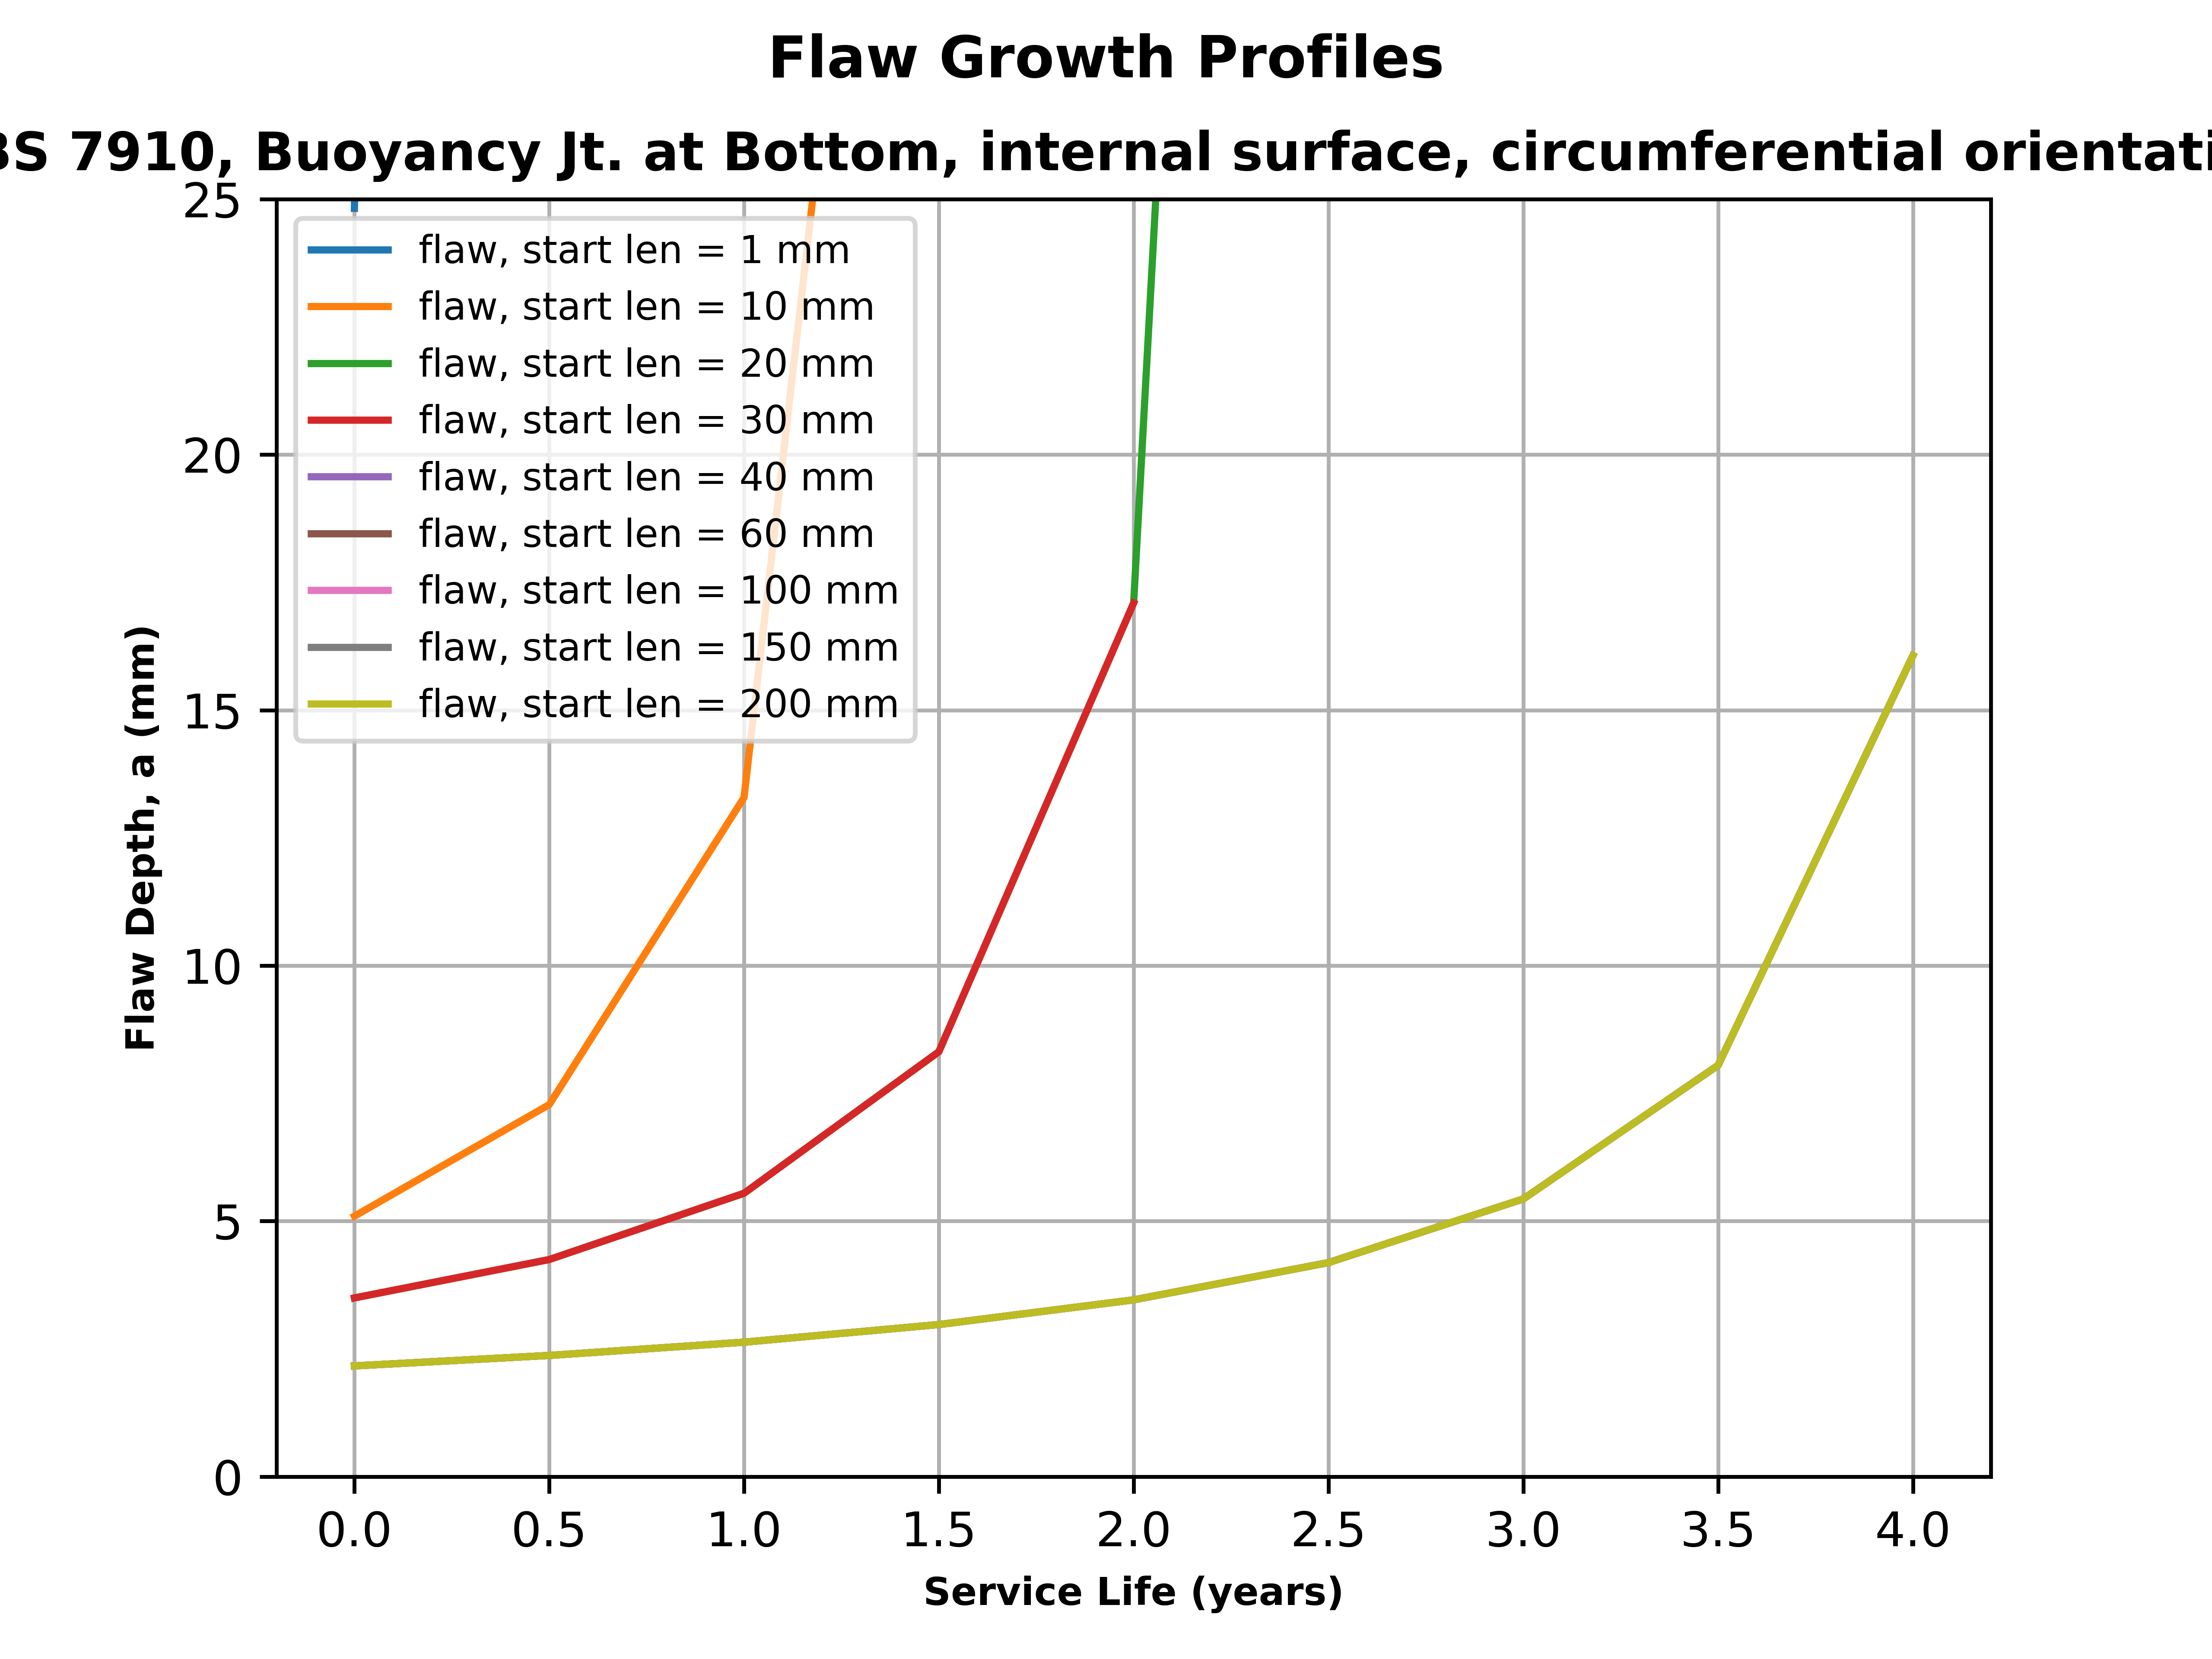 Flaw Growth Profiles
BS 7910, Buoyancy Jt. at Bottom, internal surface, circumferential
25
20
15
10
5
0
Flaw Depth, a (mm)
flaw, start len = 1 mm
flaw, start len = 10 mm
flaw, start len = 20 mm
flaw, start len = 30 mm
flaw, start len = 40 mm
flaw, start len = 60 mm
flaw, start len = 100 mm
flaw, start len = 150 mm
flaw, start len = 200 mm
0.0 0.5 1.0 1.5 2.0 2.5 3.0 3.5 4.0
Service Life (years)